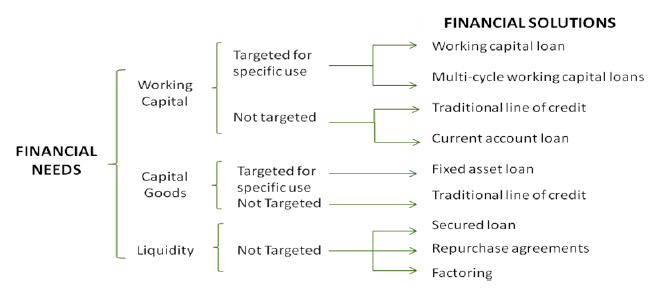 FINANCIAL SOLUTIONS
Targeted for
specific use
Working capital loan
Multi-cycle working capital loans
Working
Capital
Not targeted
Traditional line of credit
Current account loan
FINANCIAL
NEEDS
Capital
Goods
Targeted for
specific use
Fixed asset loan
Not Targeted
Traditional line of credit
Liquidity
Not Targeted
Secured loan
Repurchase agreements
Factoring